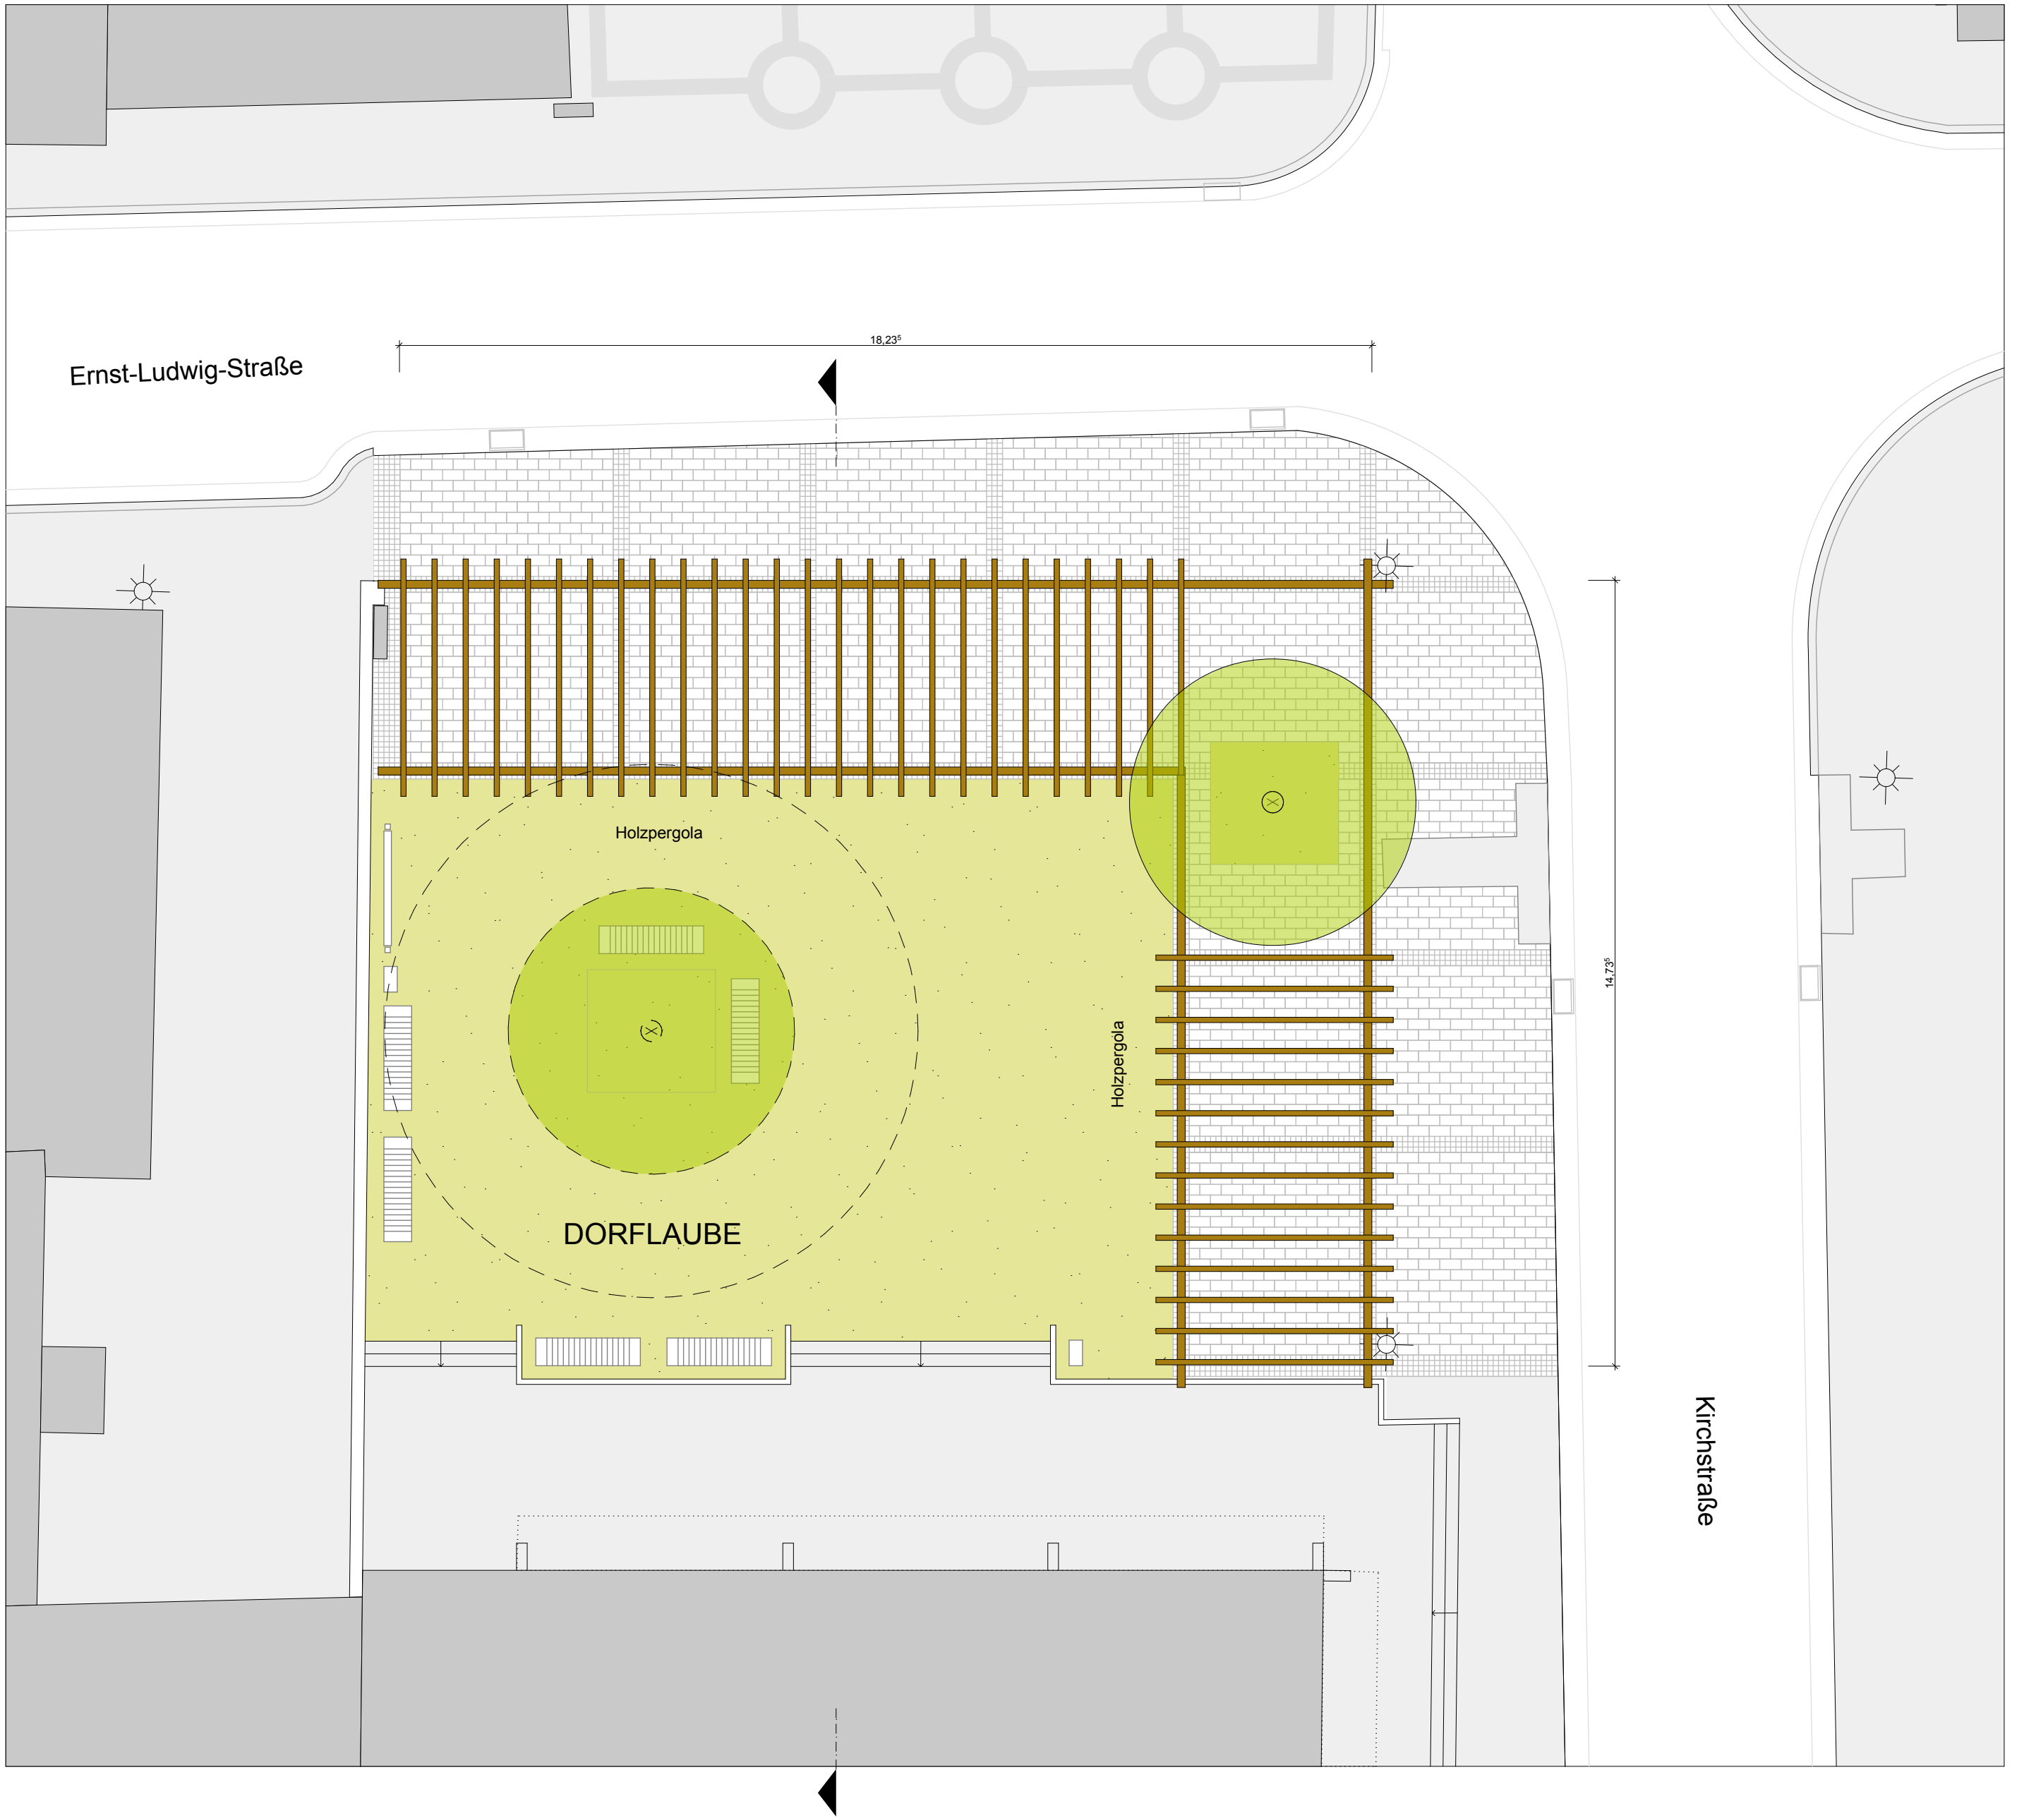 18,23⁵
Ernst-Ludwig-Straße
Holzpergola
14,73⁵
Holzpergola
DORFLAUBE
Kirchstraße